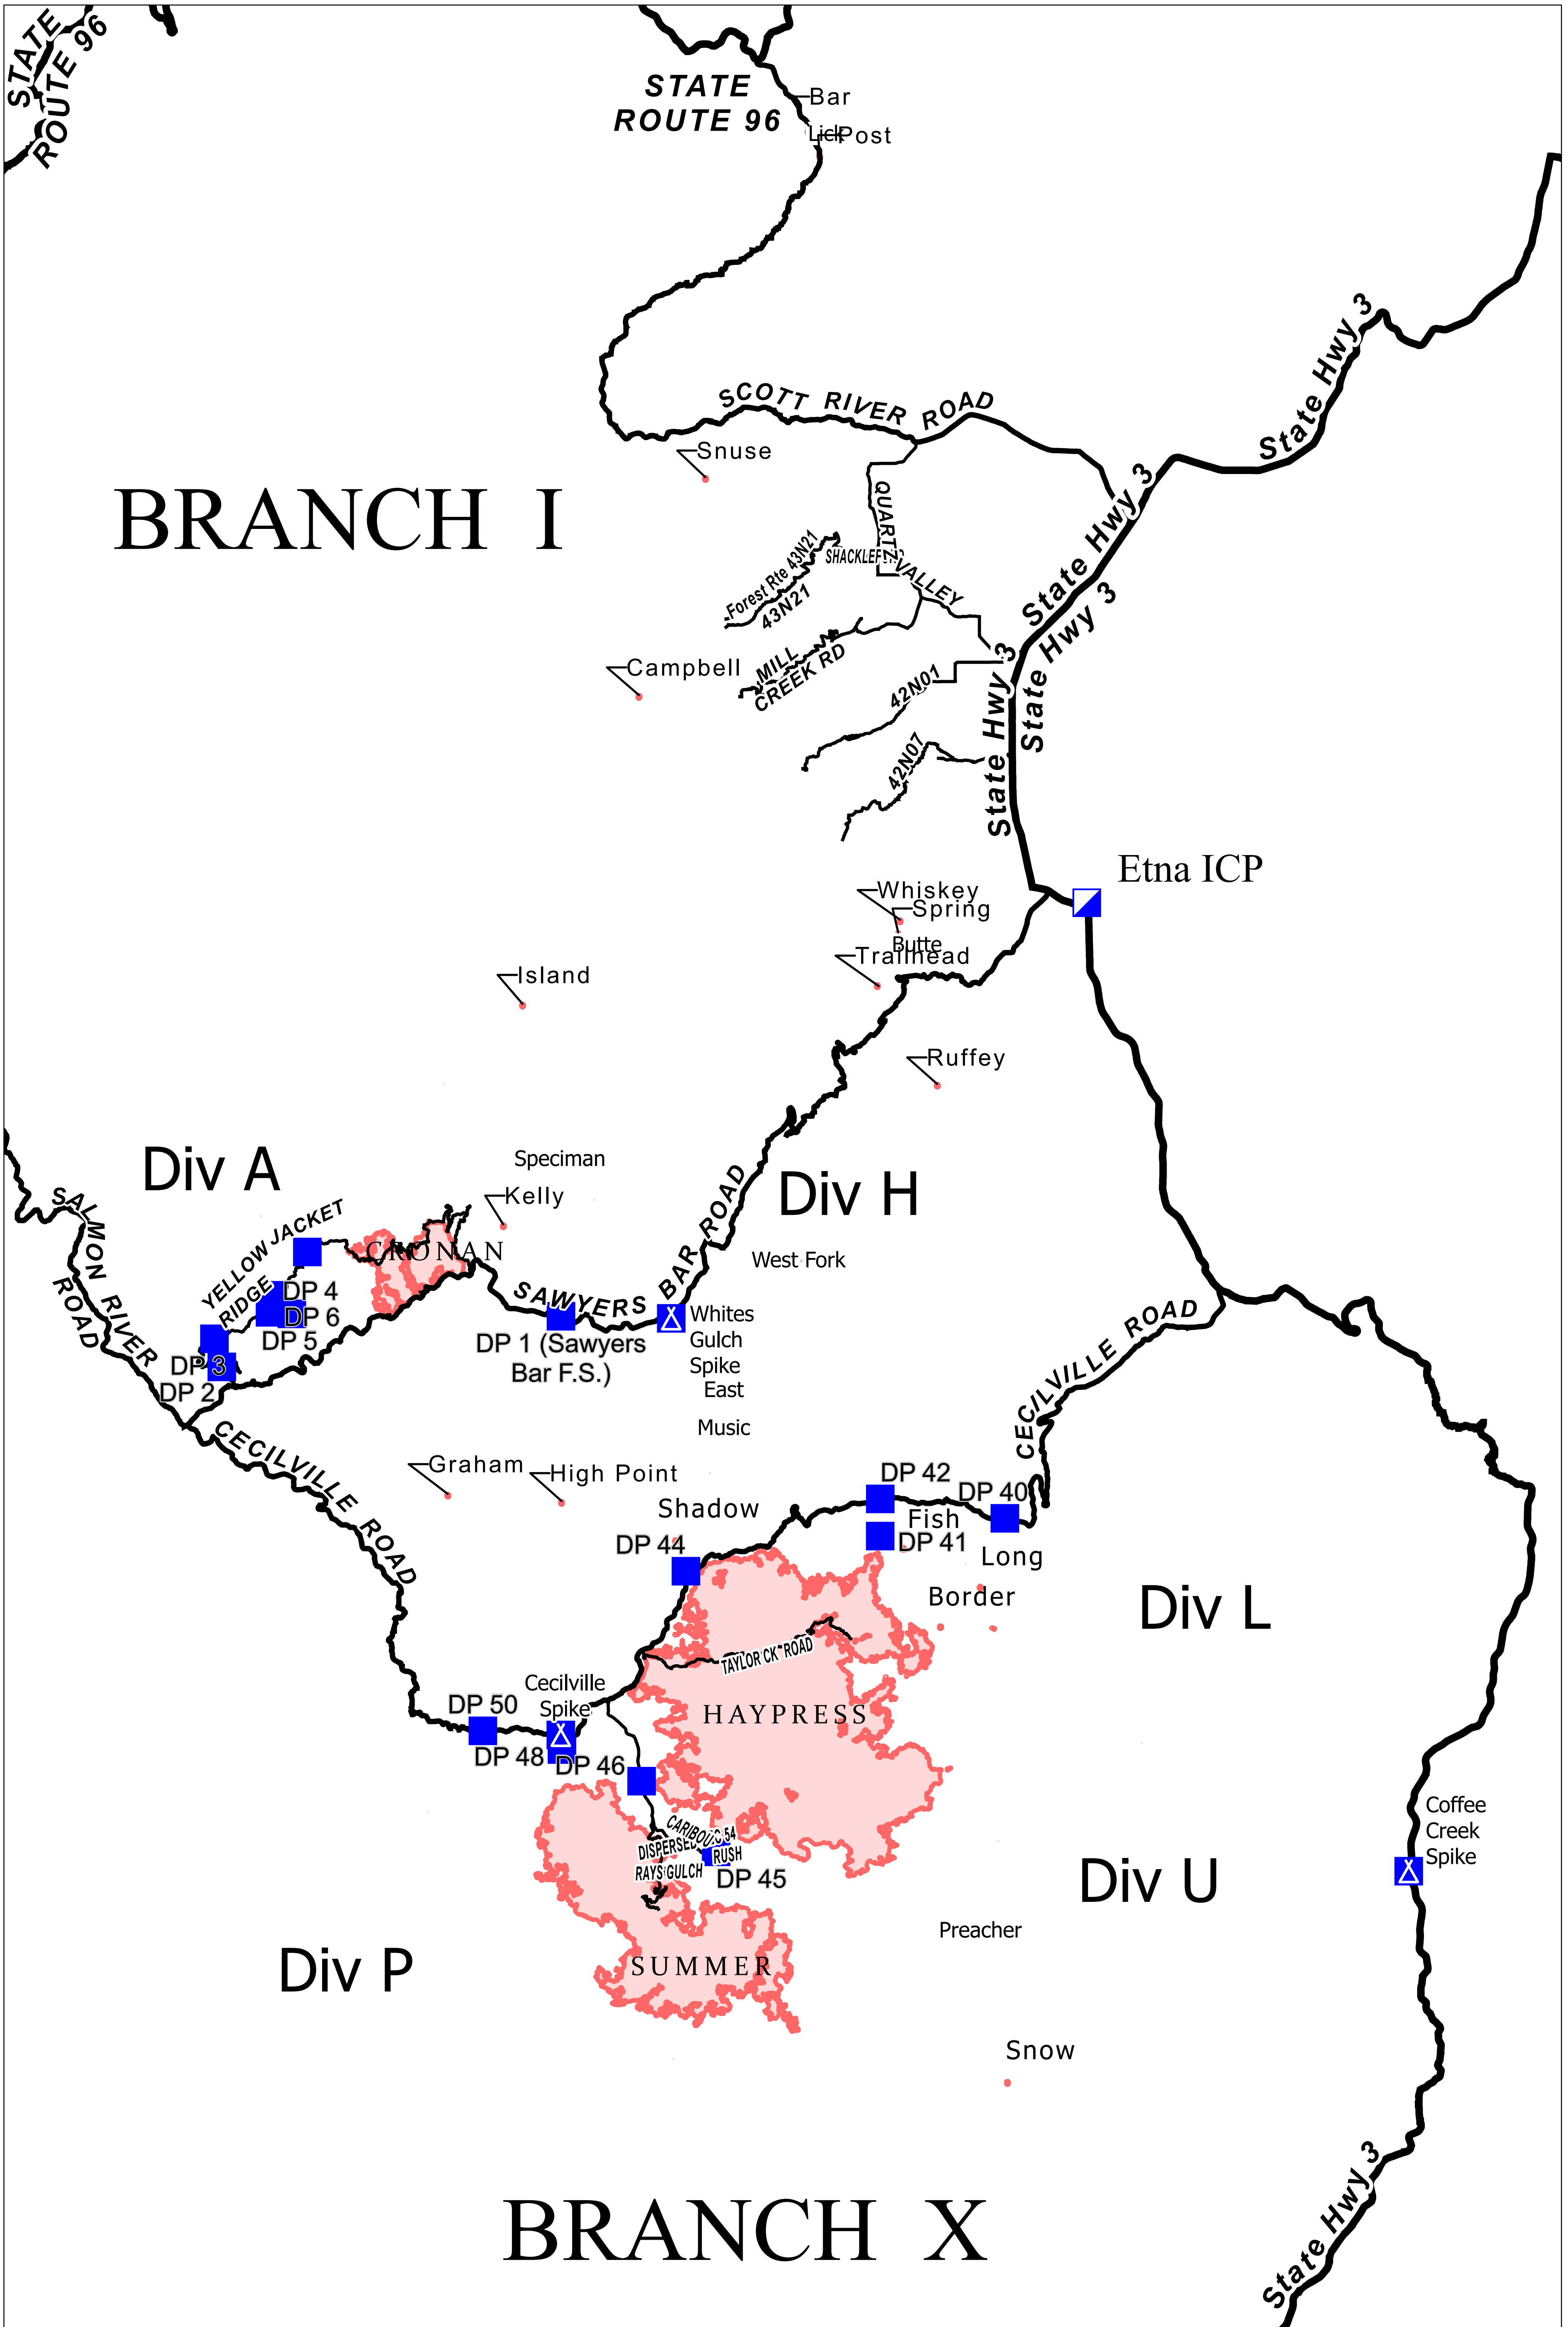 STATE
ROUTE 96
STATE
ROUTE 96
Bar
Lick
Post
State Hwy 3
SCOTT RIVER ROAD
Snuse
BRANCH I
State Hwy 3
QUARTZ VALLEY
Forest Rte 43N21
43N21
State Hwy 3
MILL
CREEK RD
Campbell
42N01
State Hwy 3
State Hwy 3
42N07
Etna ICP
Whiskey
Spring
Butte
Trailhead
Island
Ruffey
Div A
Speciman
Kelly
Div H
SALMON RIVER
ROAD
YELLOW JACKET
RIDGE
CRONAN
West Fork
SAWYERS BAR ROAD
DP 4
DP 6
DP 5
DP 3
DP 2
DP 1 (Sawyers
Bar F.S.)
Whites
Gulch
Spike
East
Music
CECILVILLE ROAD
CECILVILLE ROAD
Graham
High Point
Shadow
DP 42
DP 40
Fish
DP 41
DP 44
Long
Border
Div L
TAYLOR CK ROAD
Cecilville
Spike
HAYPRESS
DP 50
DP 48
DP 46
CARIBOU
54
DISPERSED
RUSH
RAYS GULCH
DP 45
Coffee
Creek
Spike
Div U
Preacher
Div P
SUMMER
Snow
State Hwy 3
BRANCH X